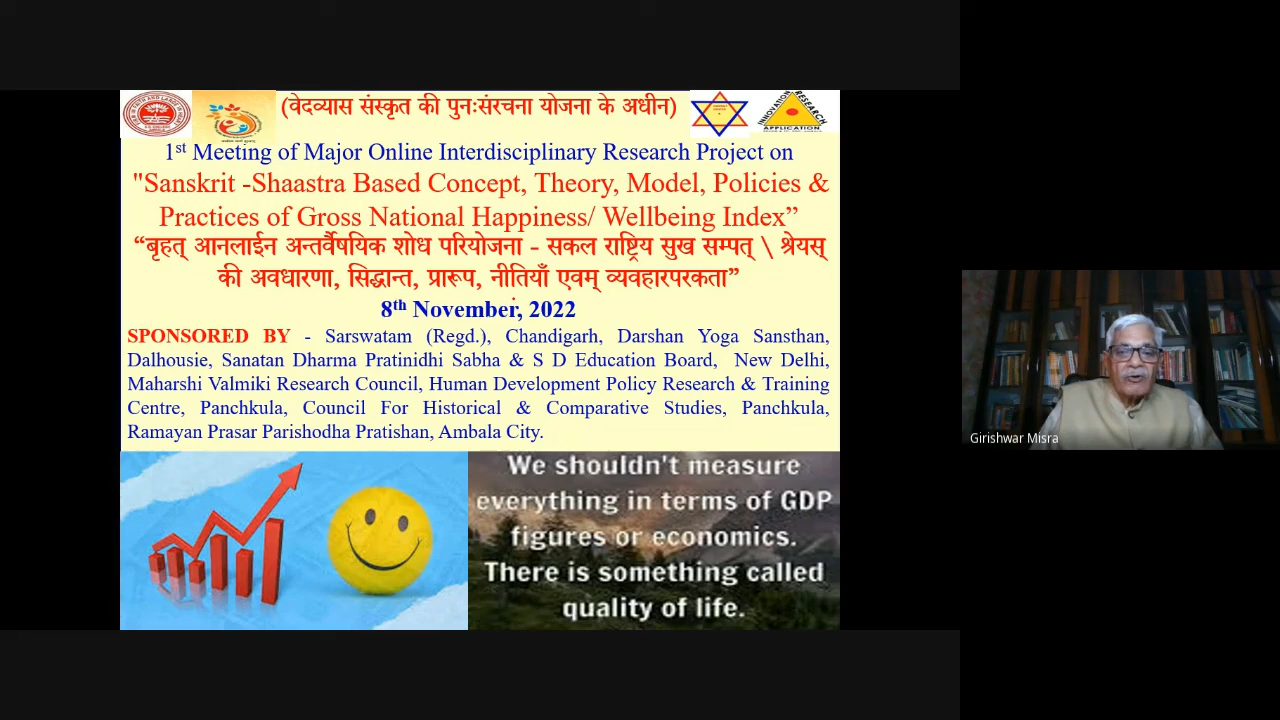 (वेदव्यास संस्कृत की पुनःसंरचना योजना के अधीन)
INNOVATION RESEARCH
APPLICATION
1st Meeting of Major Online Interdisciplinary Research Project on
"Sanskrit -Shaastra Based Concept, Theory, Model, Policies &
Practices of Gross National Happiness/ Wellbeing Index”
“बृहत् आनलाईन अन्तर्वैषयिक शोध परियोजना - सकल राष्ट्रिय सुख सम्पत् \ श्रेयस्
की अवधारणा, सिद्धान्त, प्रारूप, नीतियाँ एवम् व्यवहारपरकता”
8th November, 2022
SPONSORED BY - Sarswatam (Regd.), Chandigarh, Darshan Yoga Sansthan,
Dalhousie, Sanatan Dharma Pratinidhi Sabha & S D Education Board, New Delhi,
Maharshi Valmiki Research Council, Human Development Policy Research & Training
Centre, Panchkula, Council For Historical & Comparative Studies, Panchkula,
Ramayan Prasar Parishodha Pratishan, Ambala City.
We shouldn't measure
everything in terms of GDP
figures or economics.
There is something called
quality of life.
Girishwar Misra